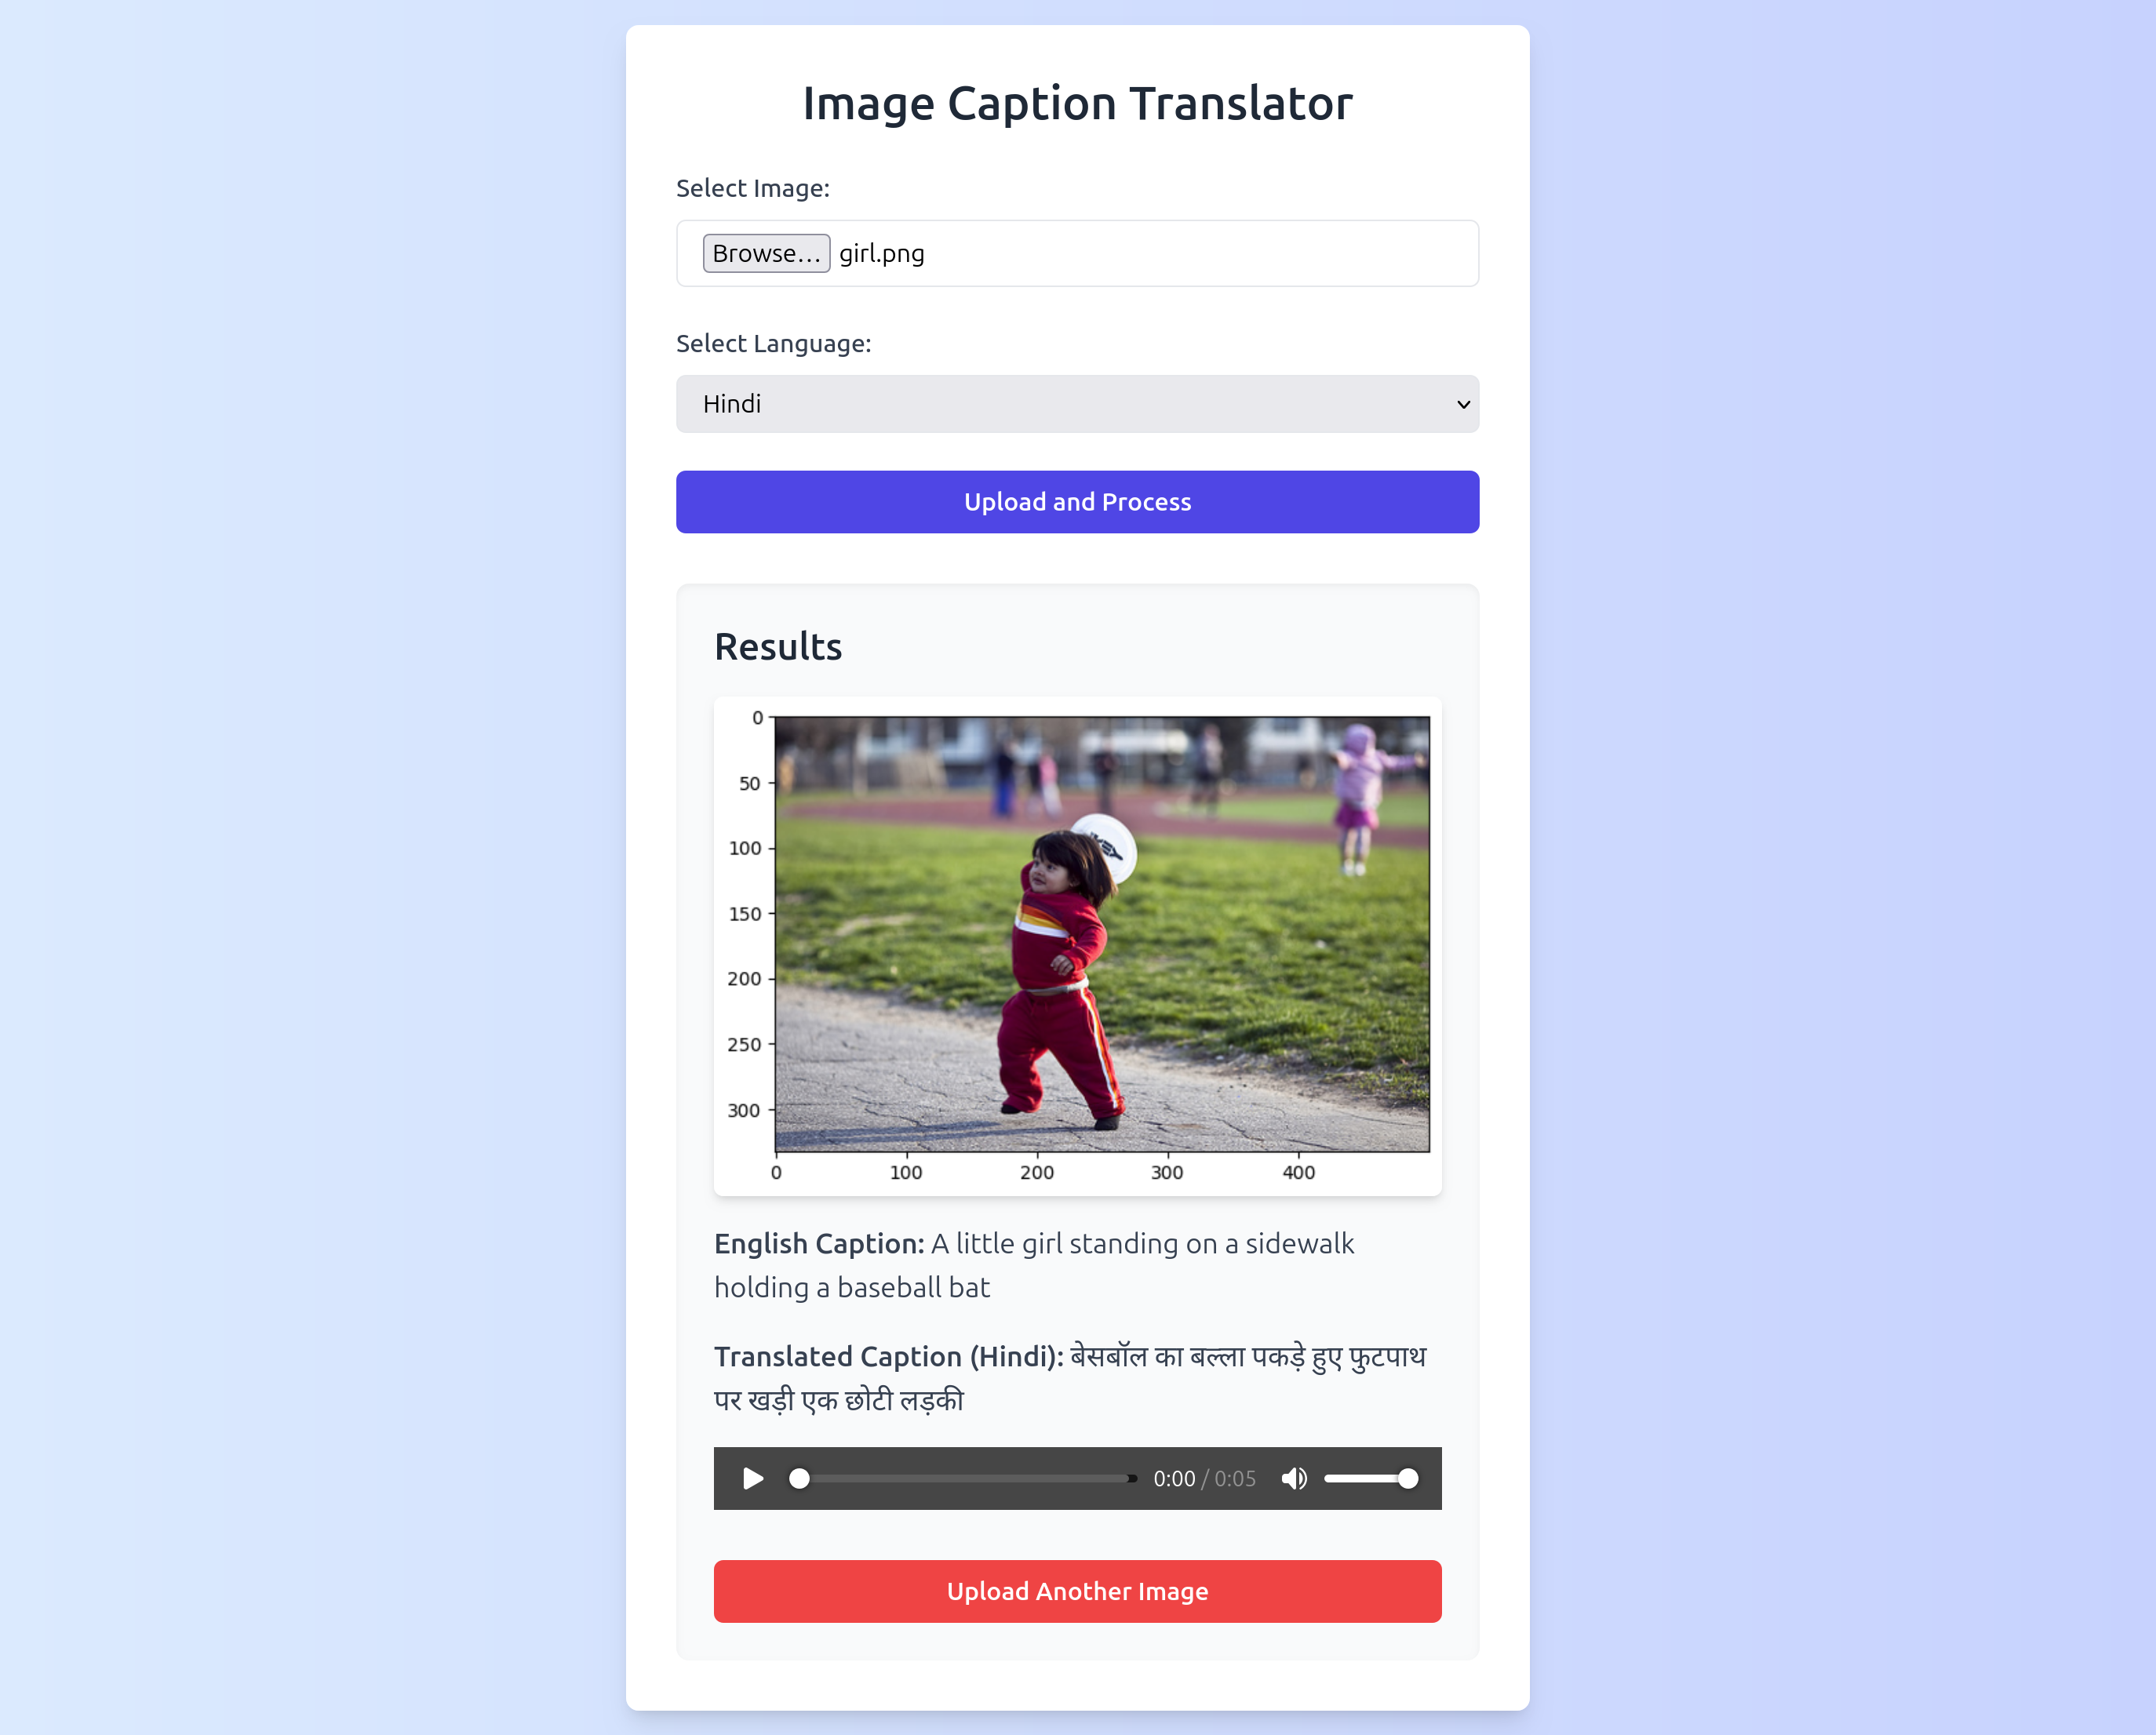 Image Caption Translator
Select Image:
Browse... girl.png
Select Language:
Hindi
Upload and Process
Results
0
50
100
150
200
250
300
0 100 200 300 400
English Caption: A little girl standing on a sidewalk
holding a baseball bat
Translated Caption (Hindi): बेसबॉल का बल्ला पकड़े हुए फुटपाथ
पर खड़ी एक छोटी लड़की
0:00 / 0:05
Upload Another Image